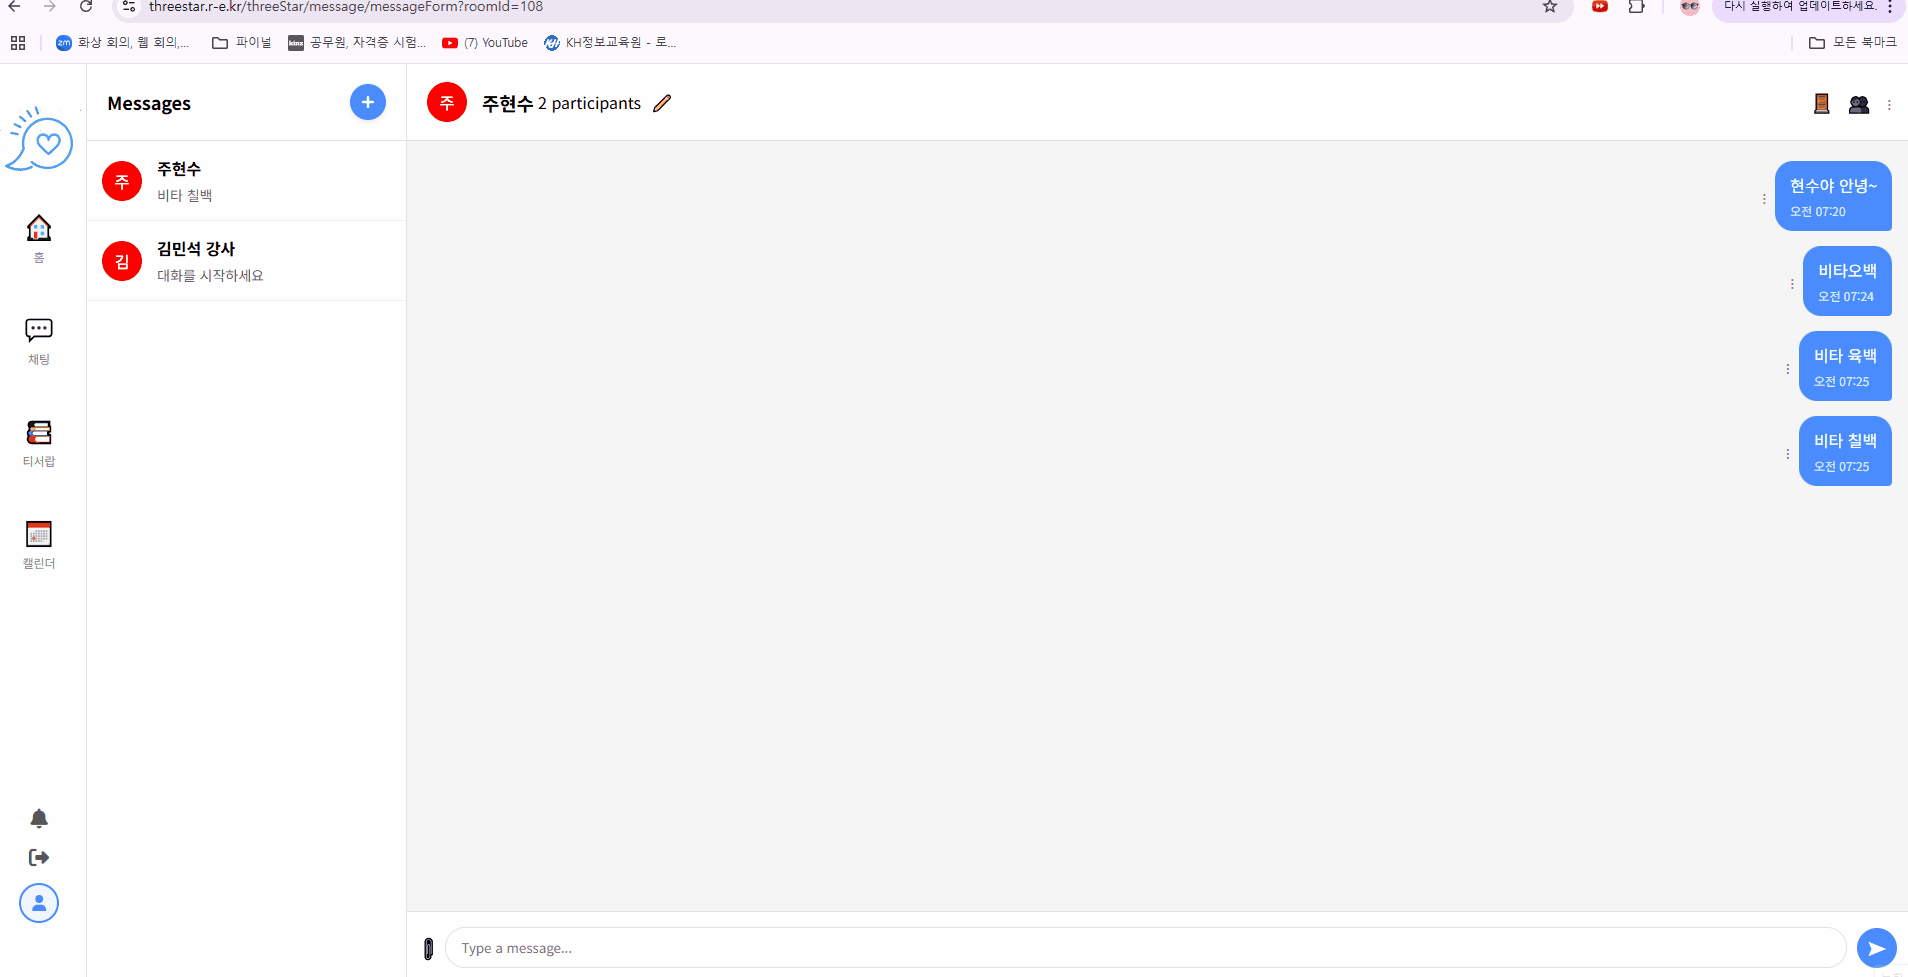 threestar.r-e.kr/threeStar/message/messageForm?roomId=108
다시 실행하여 업데이트하세요.
zm 화상 회의, 웹 회의,...
파이널
kinz 공무원, 자격증 시험...
(7) YouTube
KH KH정보교육원 - 로...
모든 북마크
Messages
+
주 주현수 2 participants
홈
채팅
티서랍
캘린더
주 주현수
비타 칠백
김 김민석 강사
대화를 시작하세요
현수야 안녕~
오전 07:20
비타오백
오전 07:24
비타 육백
오전 07:25
비타 칠백
오전 07:25
Type a message...